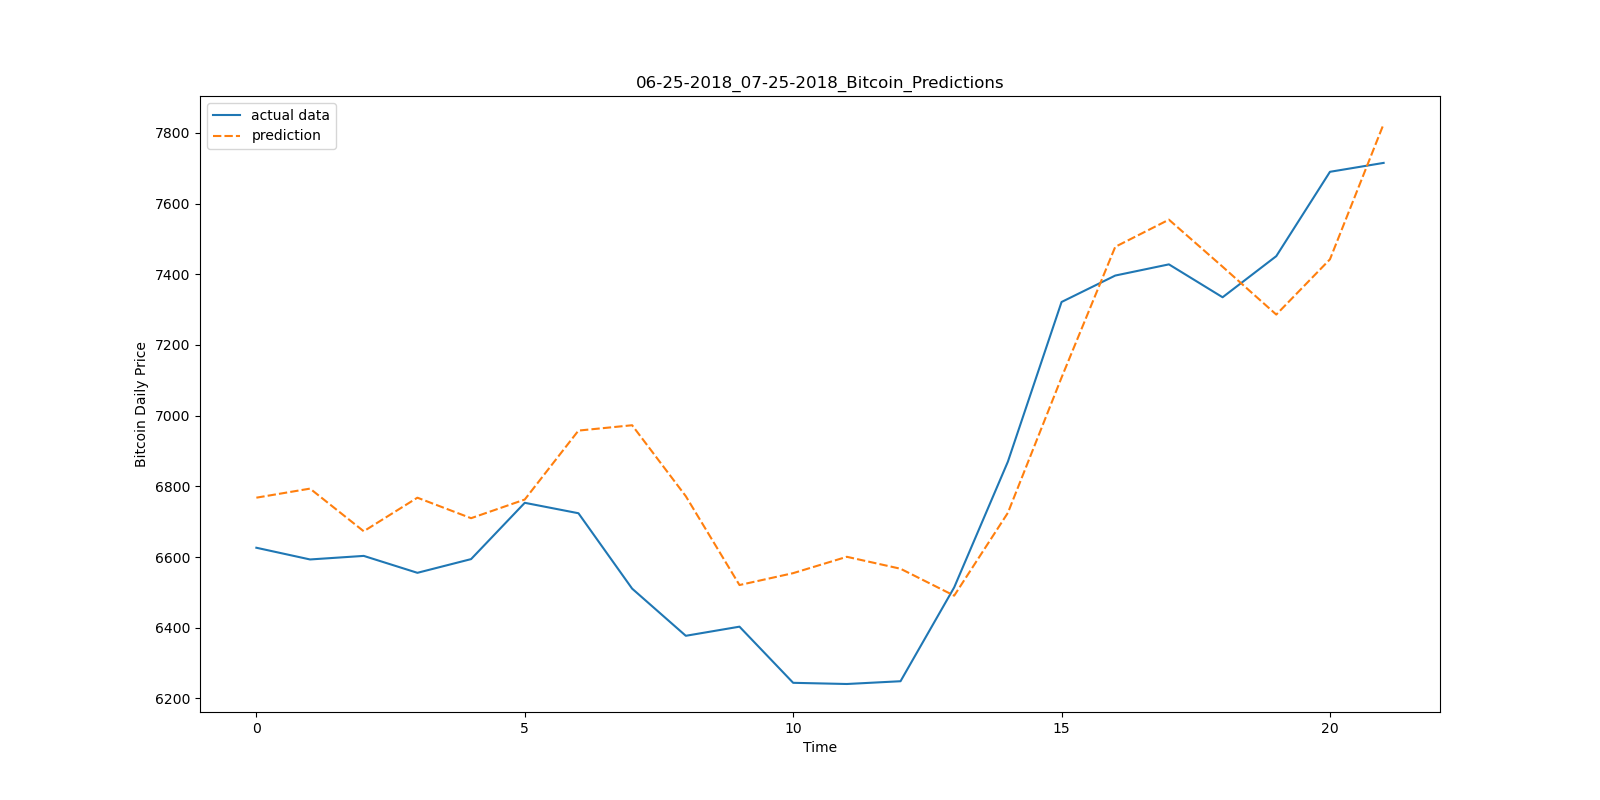 06-25-2018_07-25-2018_Bitcoin_Predictions
actual data
prediction
Bitcoin Daily Price
7800
7600
7400
7200
7000
6800
6600
6400
6200
0 5 10 15 20
Time